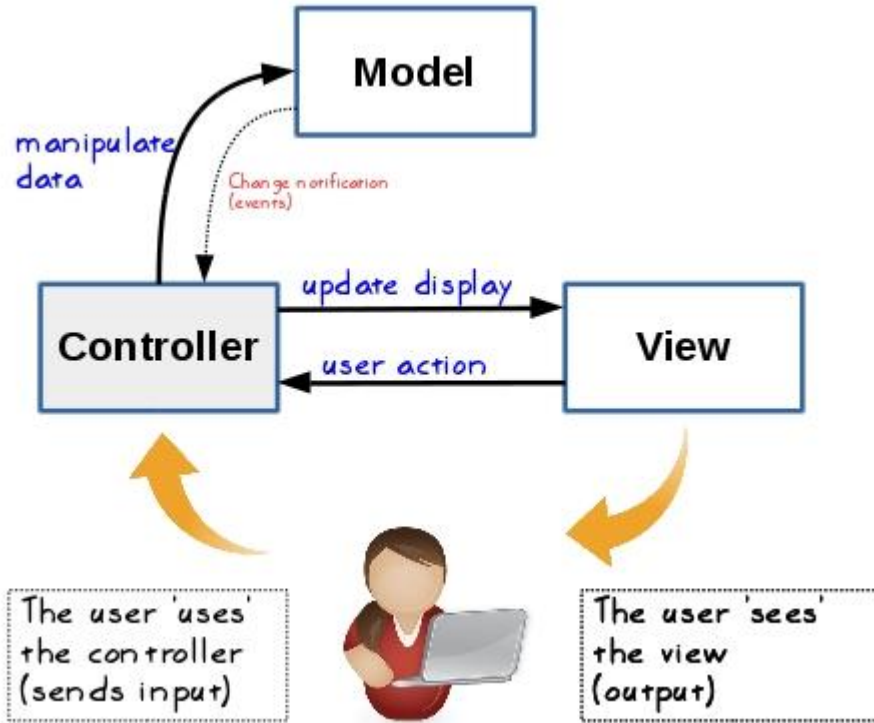 Model
manipulate
data
Change notification
(events)
update display
Controller
View
user action
The user 'uses'
the controller
(sends input)
The user 'sees'
the view
(output)